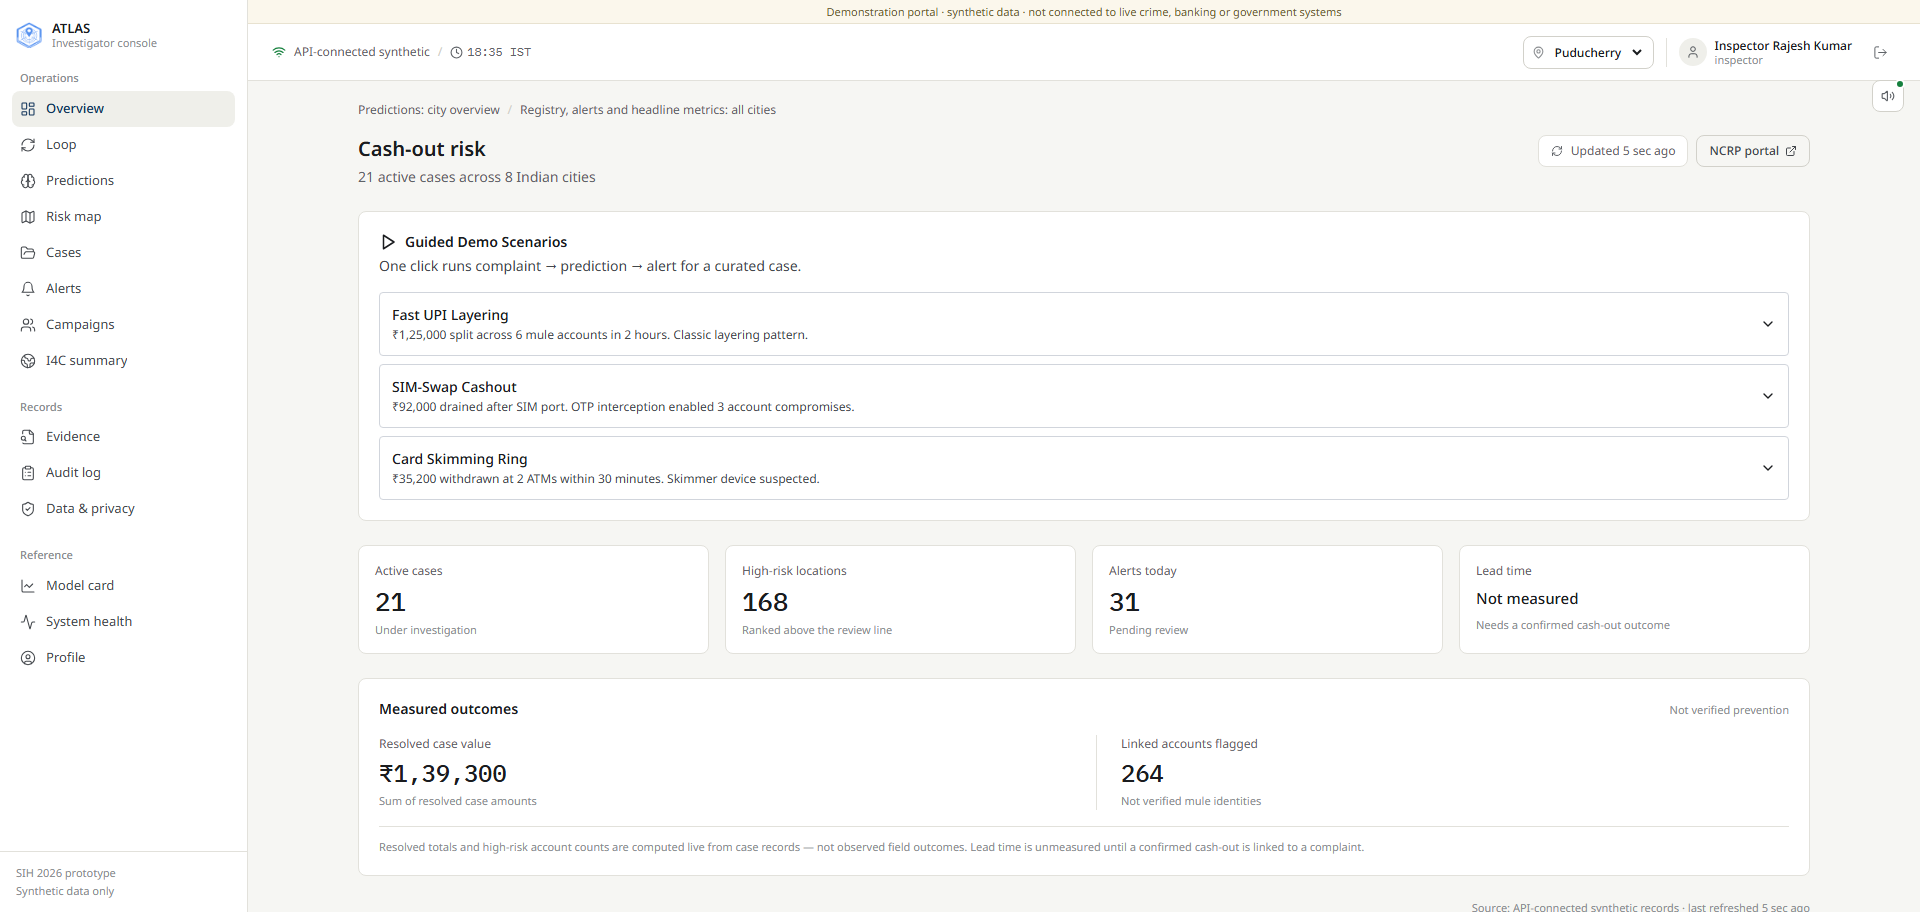 Demonstration portal · synthetic data · not connected to live crime, banking or government systems
ATLAS
Investigator console
Operations
Overview
Loop
Predictions
Risk map
Cases
Alerts
Campaigns
I4C summary
Records
Evidence
Audit log
Data & privacy
Reference
Model card
System health
Profile
SIH 2026 prototype
Synthetic data only
API-connected synthetic / 18:35 IST
Puducherry
Inspector Rajesh Kumar
inspector
Predictions: city overview / Registry, alerts and headline metrics: all cities
Cash-out risk
21 active cases across 8 Indian cities
Updated 5 sec ago
NCRP portal
Guided Demo Scenarios
One click runs complaint → prediction → alert for a curated case.
Fast UPI Layering
₹1,25,000 split across 6 mule accounts in 2 hours. Classic layering pattern.
SIM-Swap Cashout
₹92,000 drained after SIM port. OTP interception enabled 3 account compromises.
Card Skimming Ring
₹35,200 withdrawn at 2 ATMs within 30 minutes. Skimmer device suspected.
Active cases
21
Under investigation
High-risk locations
168
Ranked above the review line
Alerts today
31
Pending review
Lead time
Not measured
Needs a confirmed cash-out outcome
Measured outcomes
Not verified prevention
Resolved case value
₹1,39,300
Sum of resolved case amounts
Linked accounts flagged
264
Not verified mule identities
Resolved totals and high-risk account counts are computed live from case records — not observed field outcomes. Lead time is unmeasured until a confirmed cash-out is linked to a complaint.
Source: API-connected synthetic records · last refreshed 5 sec ago